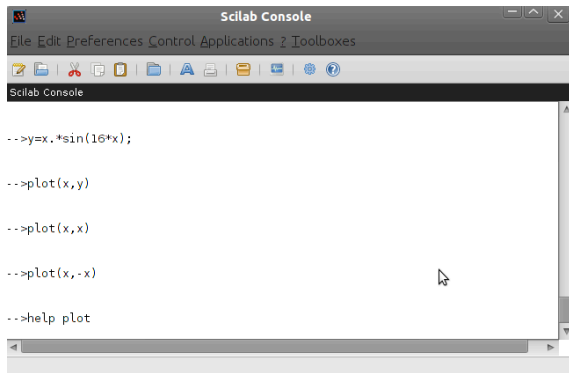 Scilab Console
File Edit Preferences Control Applications ? Toolboxes
Scilab Console
-->y=x.*sin(16*x);
-->plot(x,y)
-->plot(x,x)
-->plot(x,-x)
-->help plot